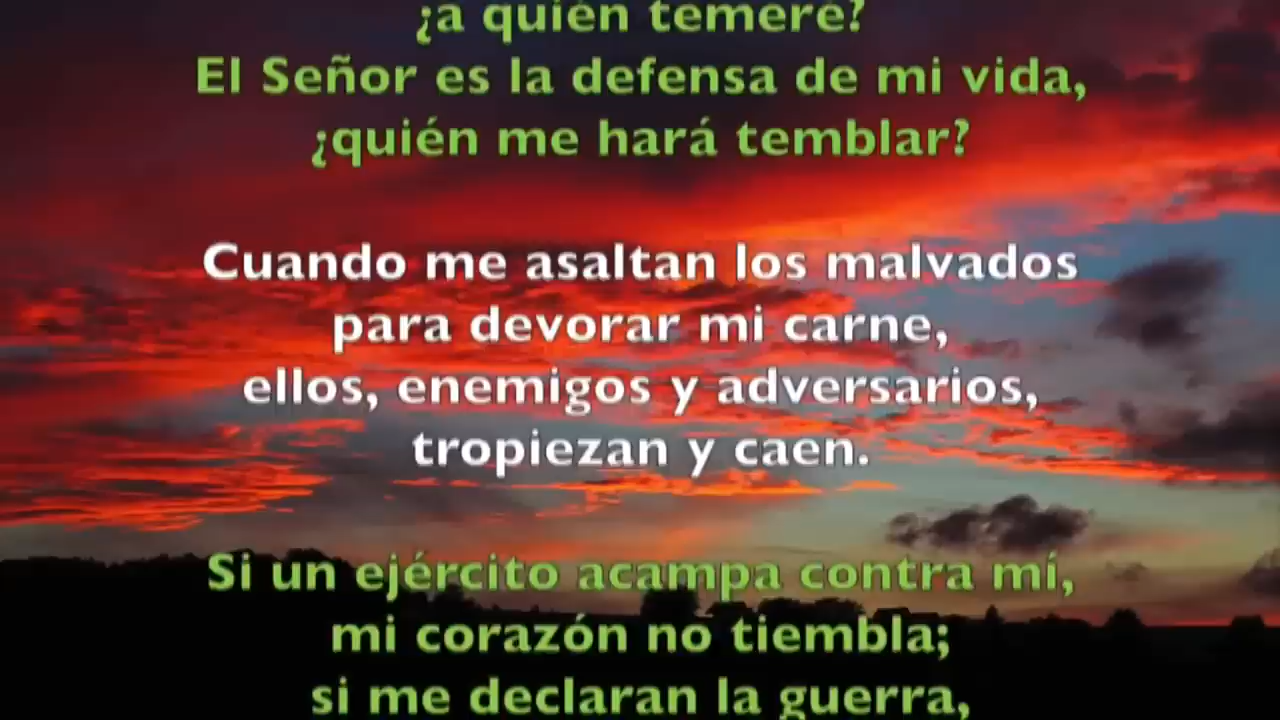 ¿a quién temeré?
El Señor es la defensa de mi vida,
¿quién me hará temblar?
Cuando me asaltan los malvados
para devorar mi carne,
ellos, enemigos y adversarios,
tropiezan y caen.
Si un ejército acampa contra mí,
mi corazón no tiembla;
si me declaran la guerra,